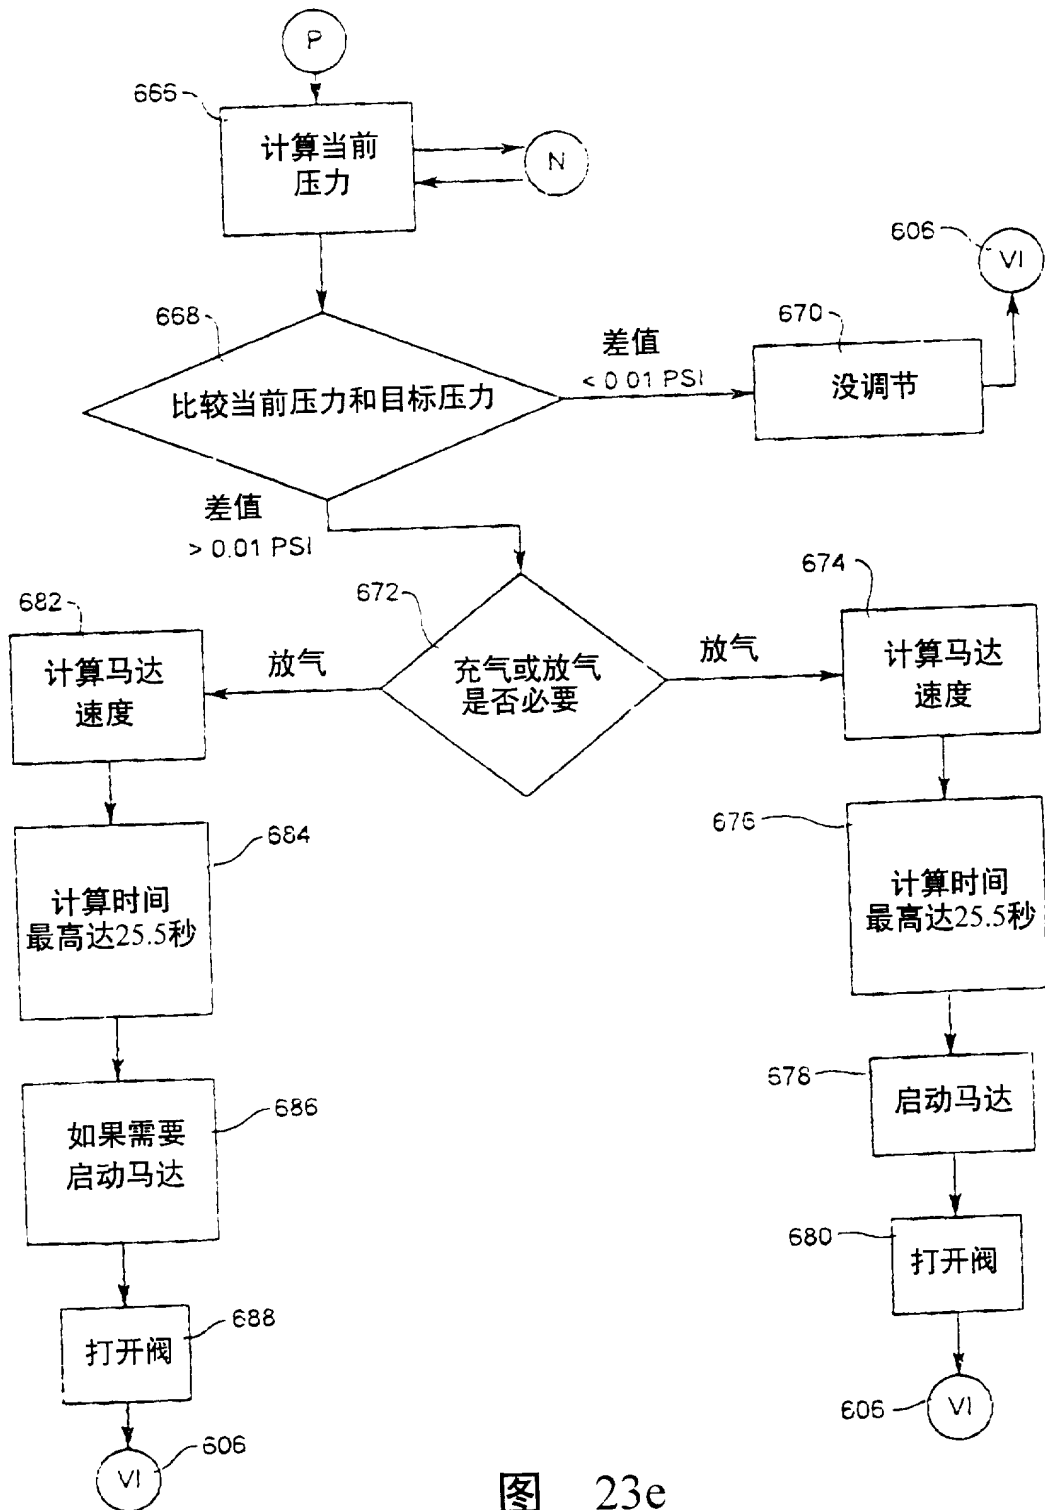 P
666
计算当前
压力
N
606
VI
668
比较当前压力和目标压力
差值
< 0.01 PSI
670
没调节
差值
> 0.01 PSI
672
充气或放气
是否必要
放气
放气
682
计算马达
速度
674
计算马达
速度
684
计算时间
最高达25.5秒
676
计算时间
最高达25.5秒
686
如果需要
启动马达
678
启动马达
688
打开阀
680
打开阀
606
VI
606
VI
图 23e